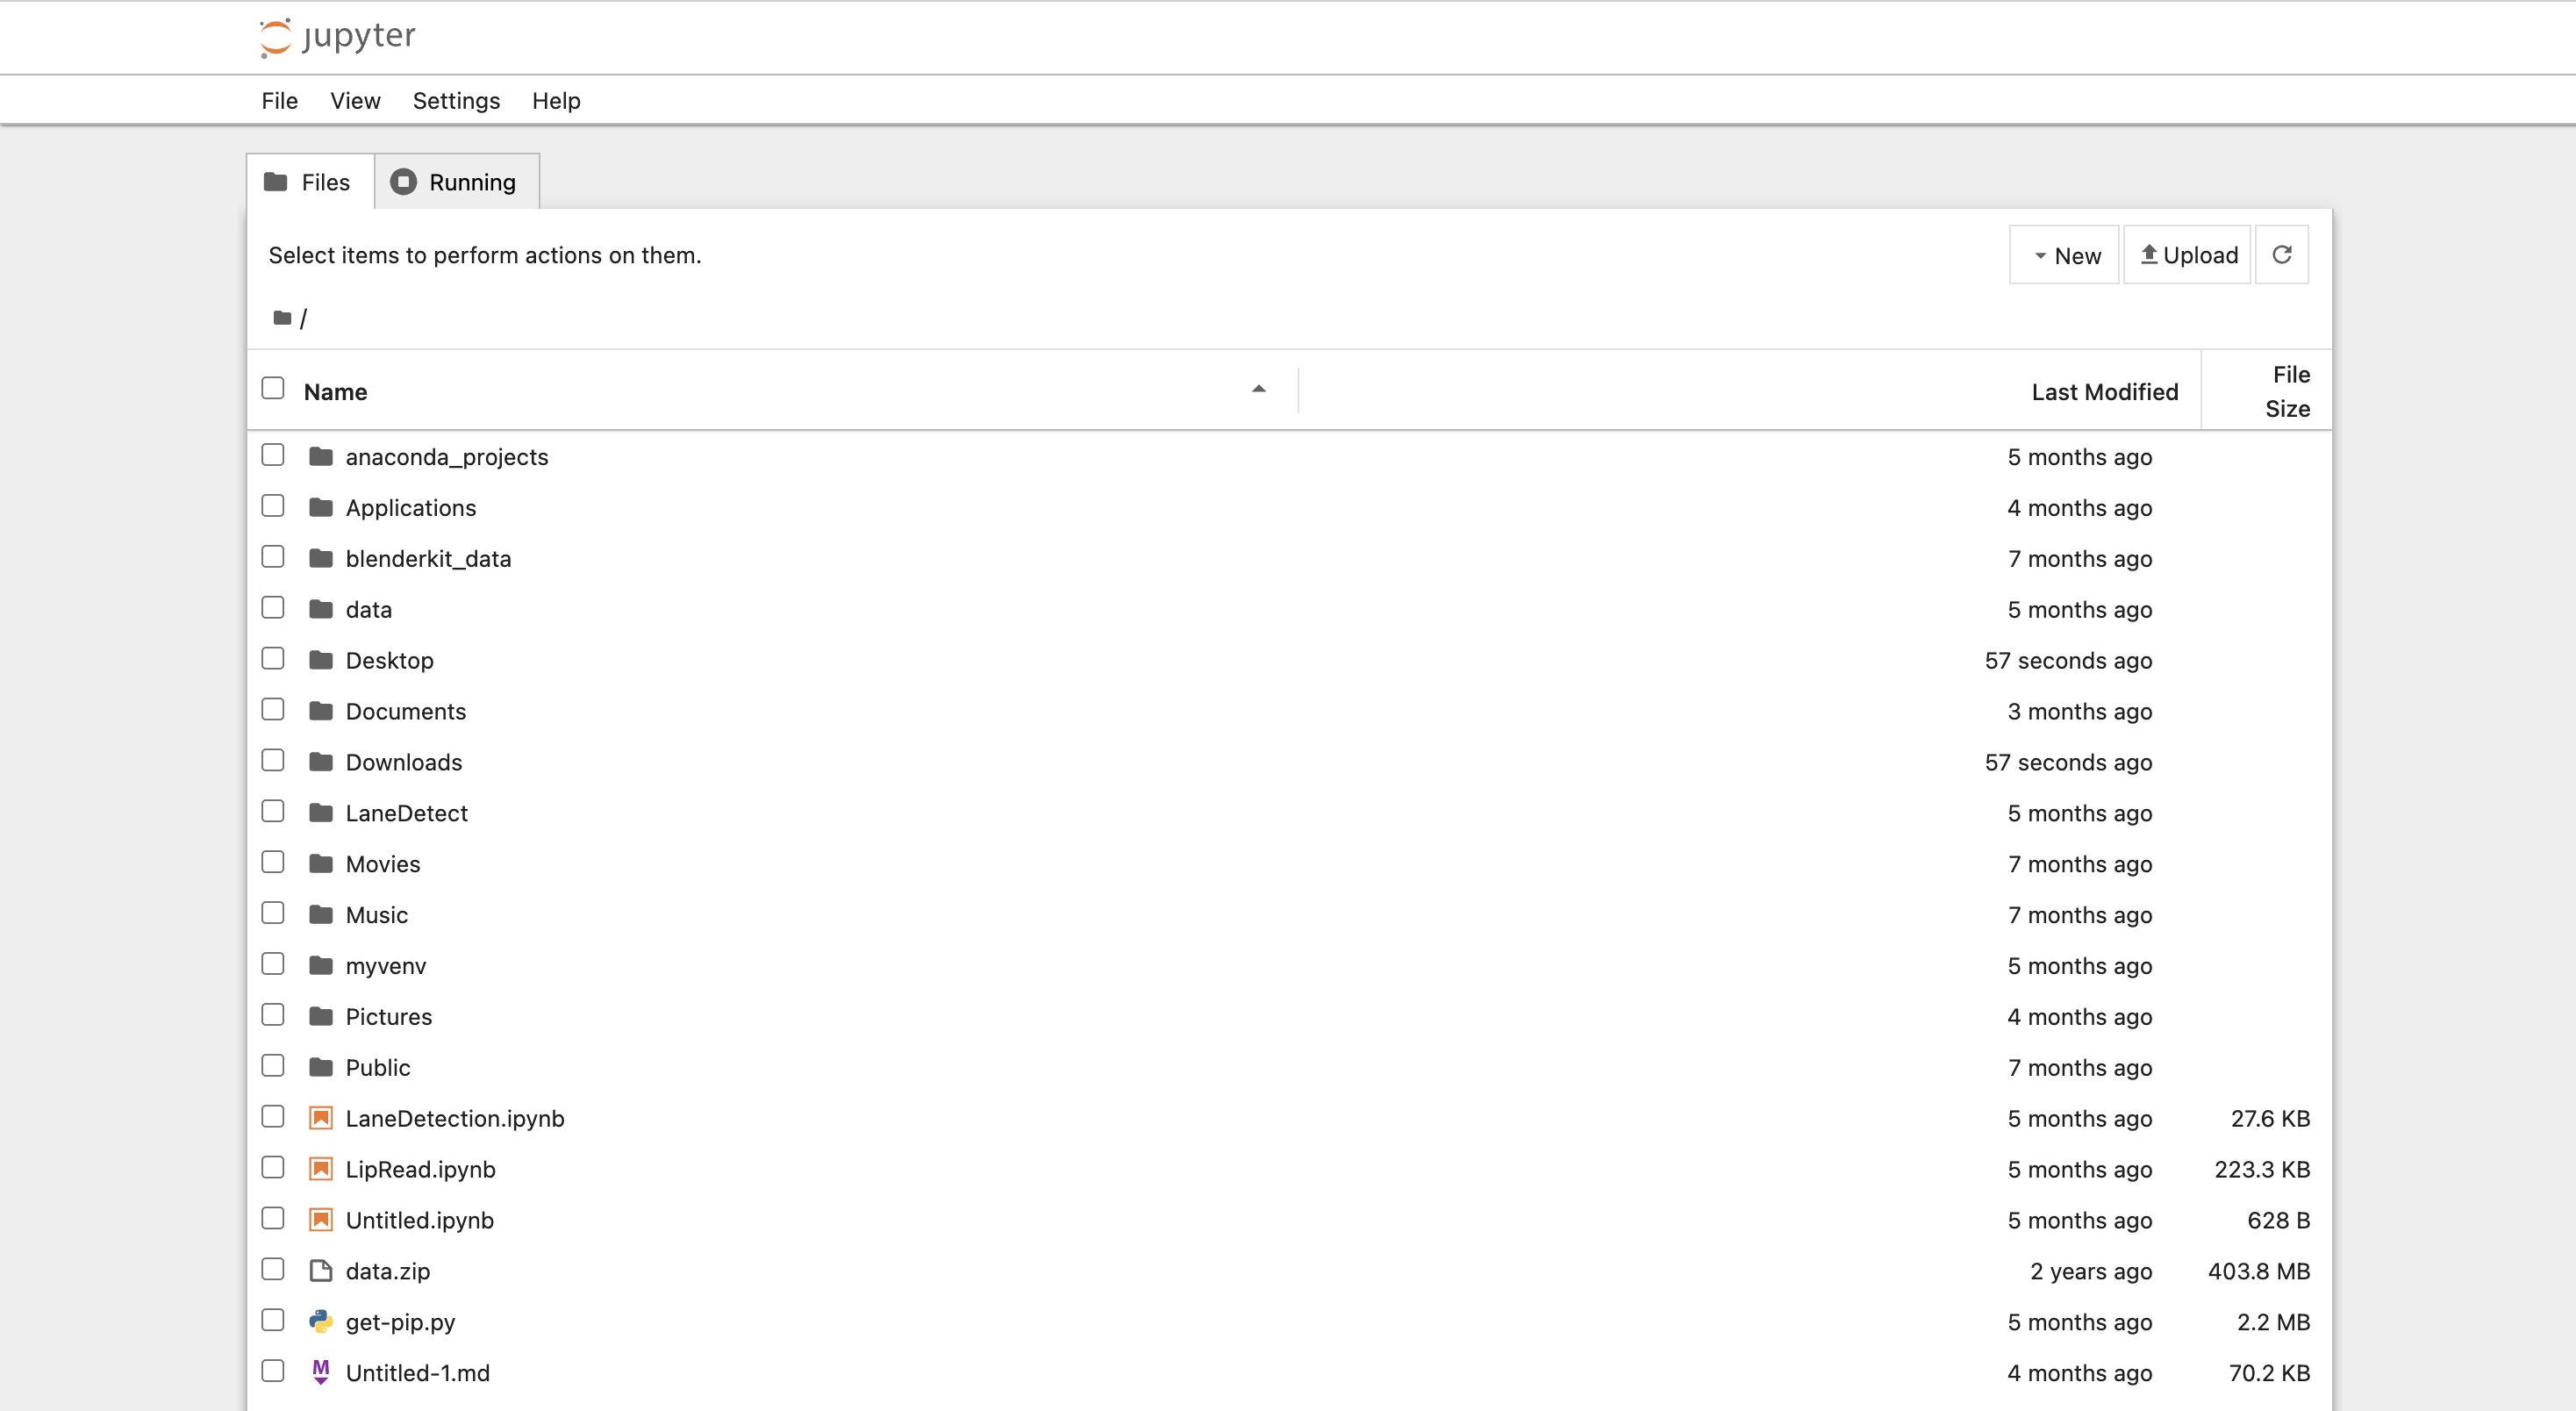 jupyter
File View Settings Help
Files Running
Select items to perform actions on them.
New Upload
/
Name Last Modified File Size
anaconda_projects 5 months ago
Applications 4 months ago
blenderkit_data 7 months ago
data 5 months ago
Desktop 57 seconds ago
Documents 3 months ago
Downloads 57 seconds ago
LaneDetect 5 months ago
Movies 7 months ago
Music 7 months ago
myvenv 5 months ago
Pictures 4 months ago
Public 7 months ago
LaneDetection.ipynb 5 months ago 27.6 KB
LipRead.ipynb 5 months ago 223.3 KB
Untitled.ipynb 5 months ago 628 B
data.zip 2 years ago 403.8 MB
get-pip.py 5 months ago 2.2 MB
M Untitled-1.md 4 months ago 70.2 KB